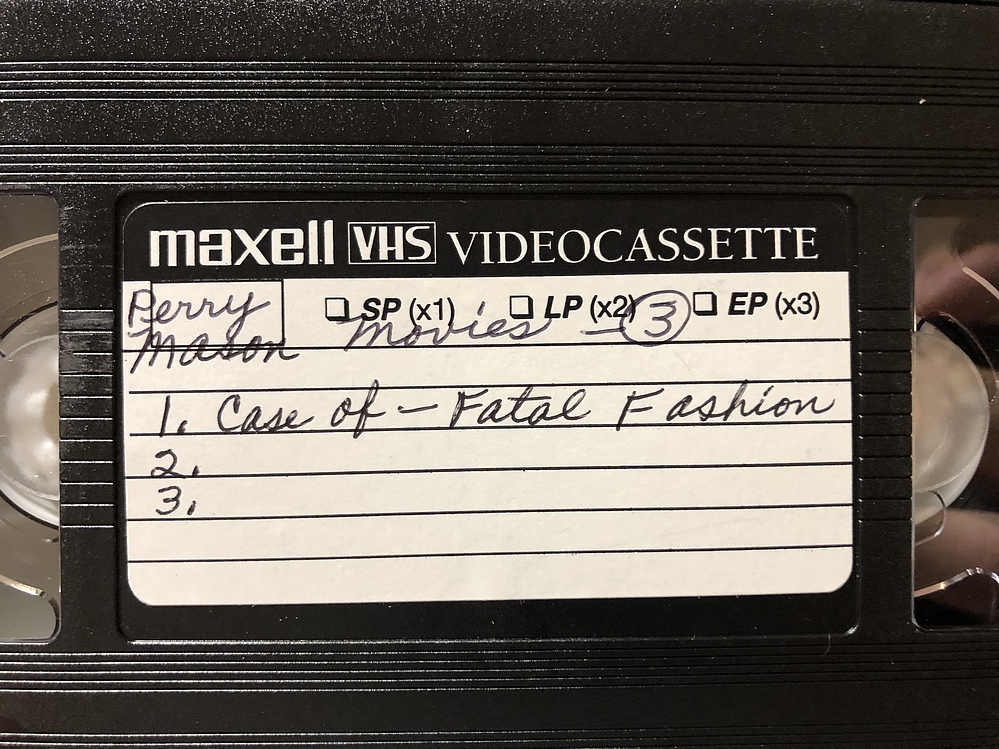 maxell VHS VIDEOCASSETTE
Perry ❑ SP (x1) ❑ LP (x2) ❑ EP (x3)
Mason movies - 3
1. Case of - Fatal Fashion
2.
3.